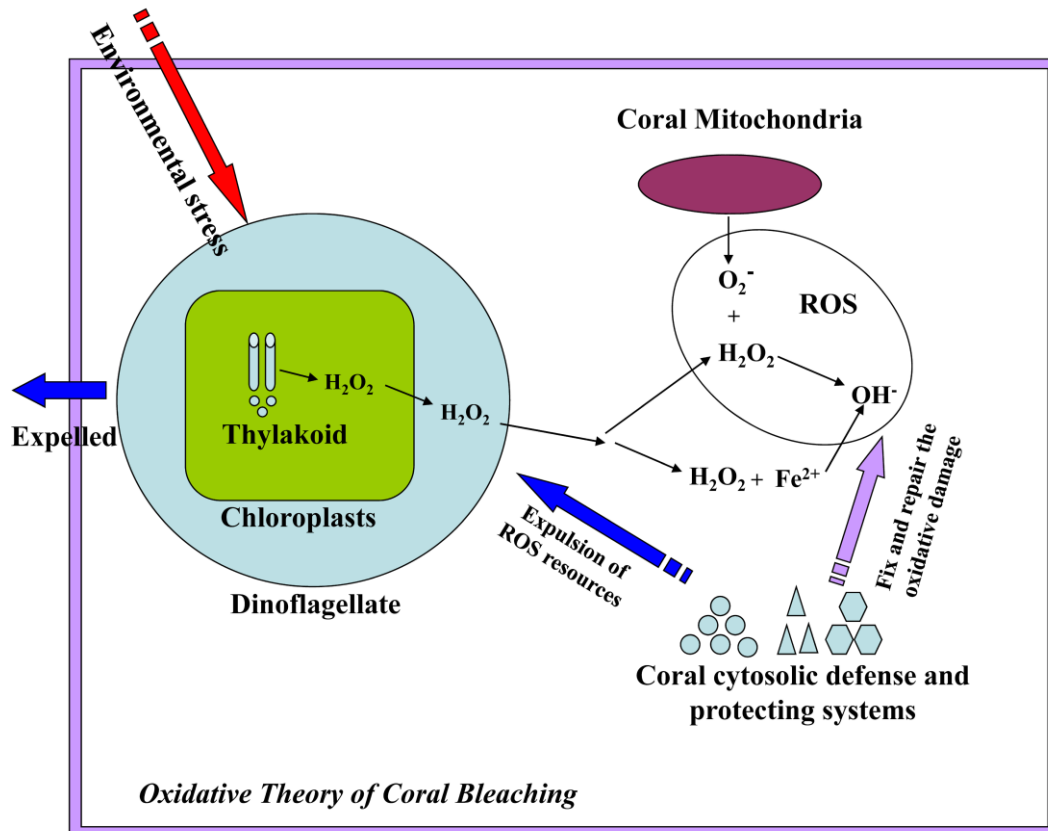 Environmental stress
Coral Mitochondria
O₂⁻
+
ROS
H₂O₂
OH⁻
H₂O₂
H₂O₂
Thylakoid
Expelled
H₂O₂ + Fe²⁺
Chloroplasts
Expulsion of
ROS resources
Fix and repair the
oxidative damage
Dinoflagellate
Coral cytosolic defense and
protecting systems
Oxidative Theory of Coral Bleaching